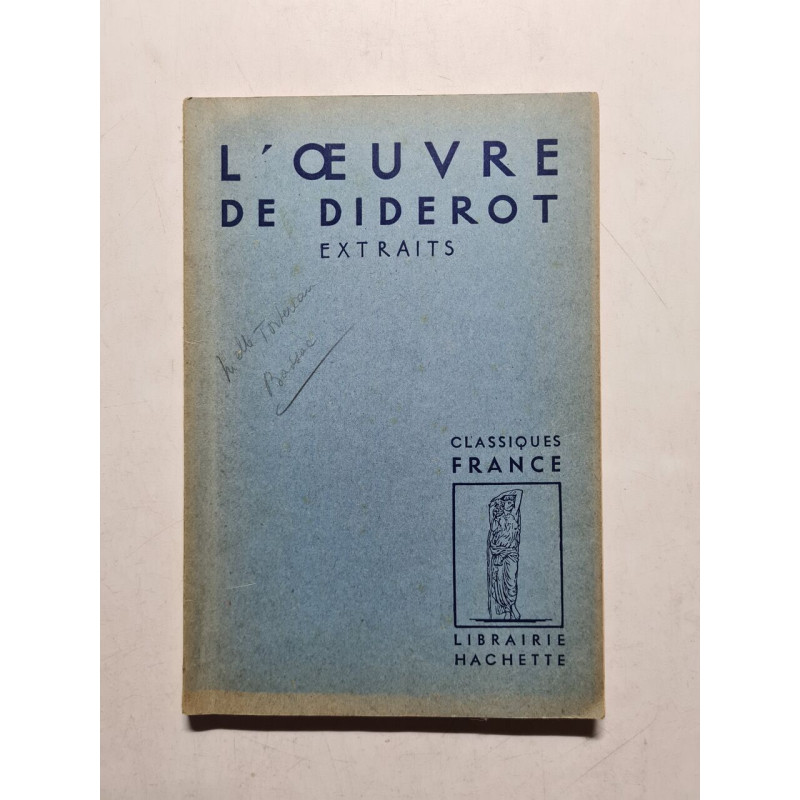 L'ŒUVRE
DE DIDEROT
EXTRAITS
CLASSIQUES
FRANCE
LIBRAIRIE
HACHETTE